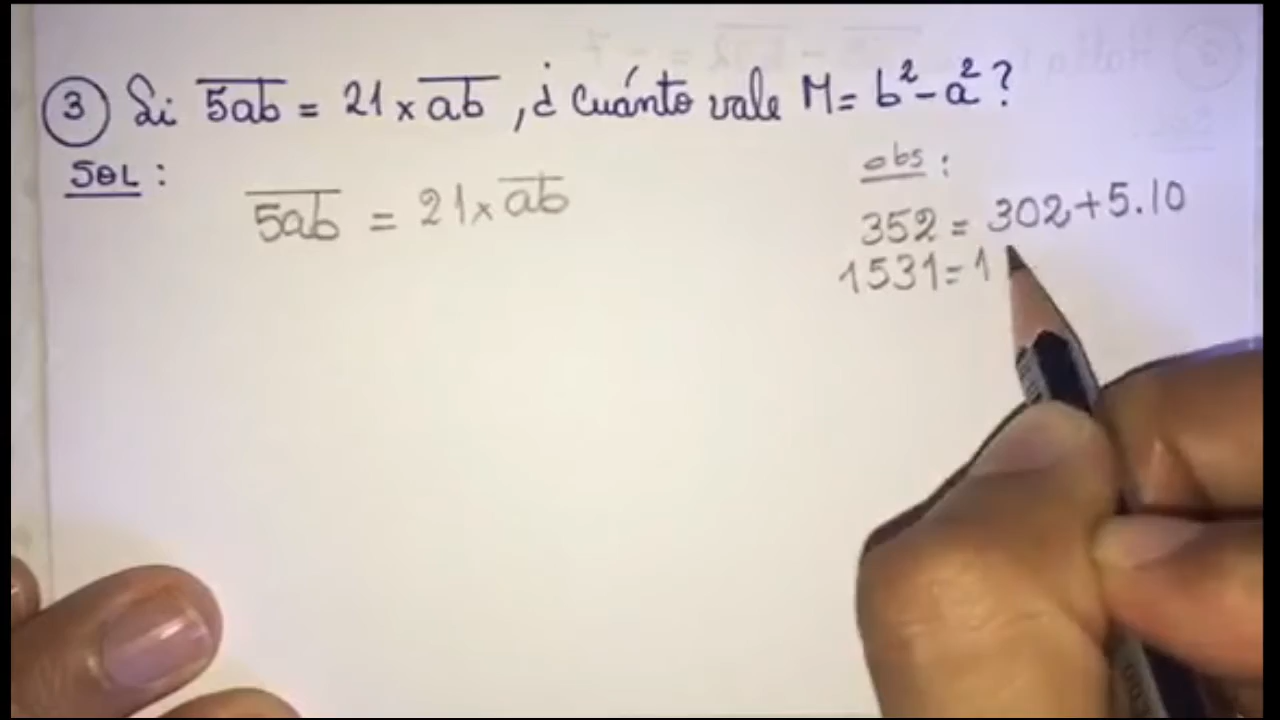 3 Si 5ab = 21 x ab, ¿cuánto vale M = b² - a²?
SOL:
5ab = 21 x ab
obs:
352 = 302 + 5.10
1531 = 1